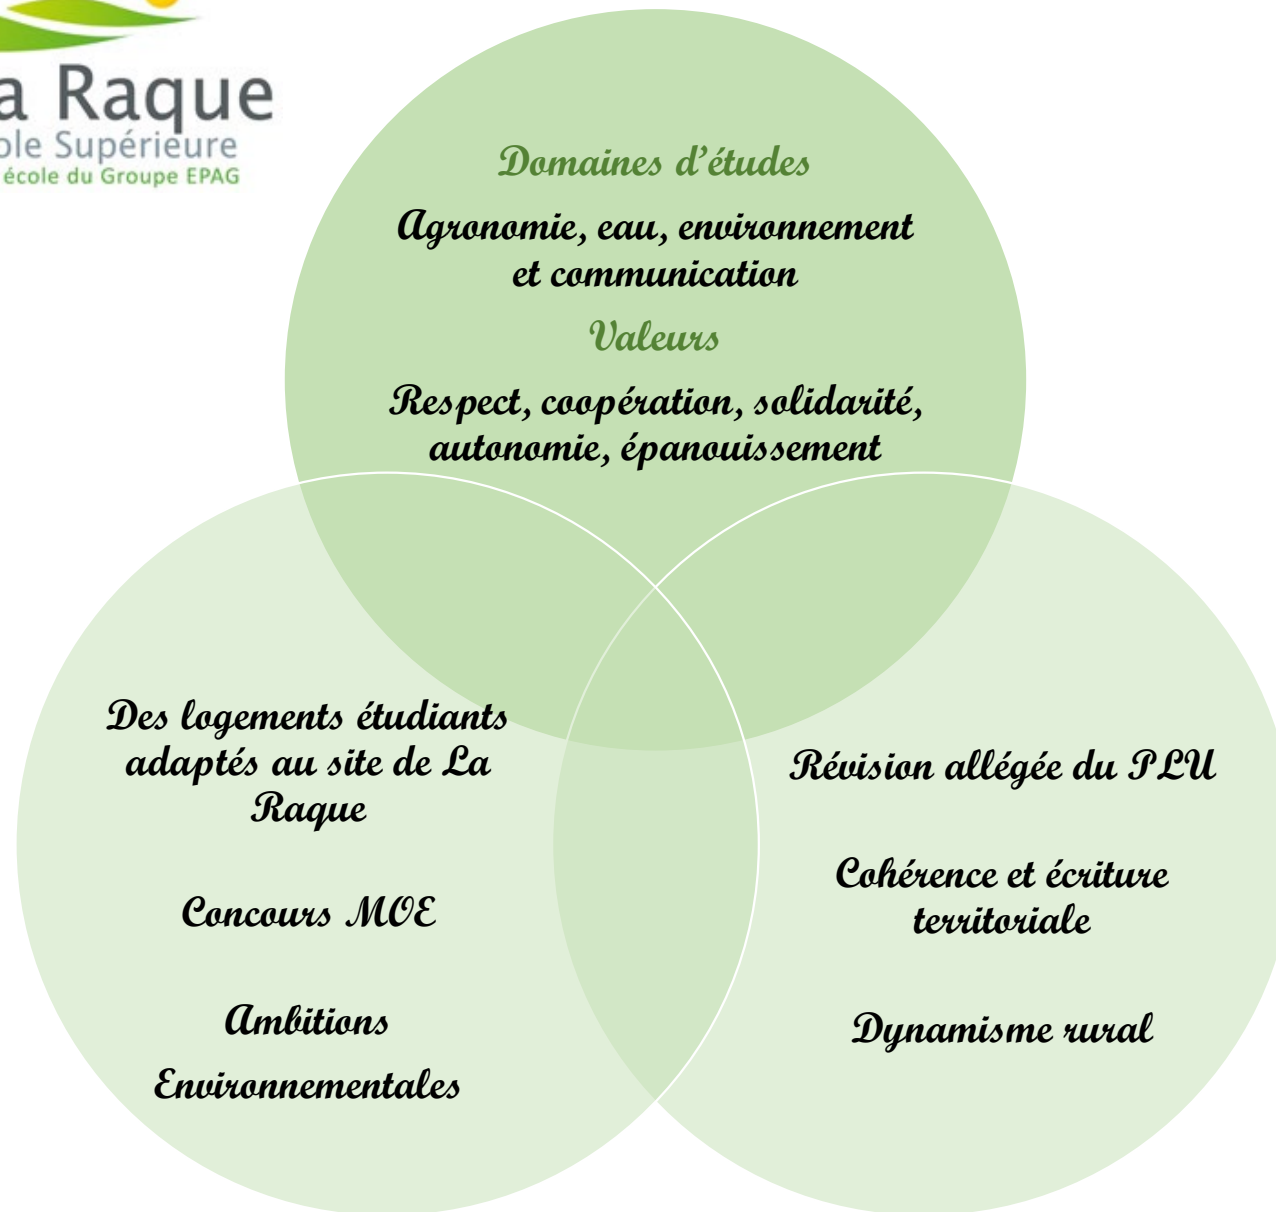 a Raque
ole Supérieure
école du Groupe EPAG
Domaines d'études
Agronomie, eau, environnement
et communication
Valeurs
Respect, coopération, solidarité,
autonomie, épanouissement
Des logements étudiants
adaptés au site de La
Raque
Concours MOE
Ambitions
Environnementales
Révision allégée du PLU
Cohérence et écriture
territoriale
Dynamisme rural